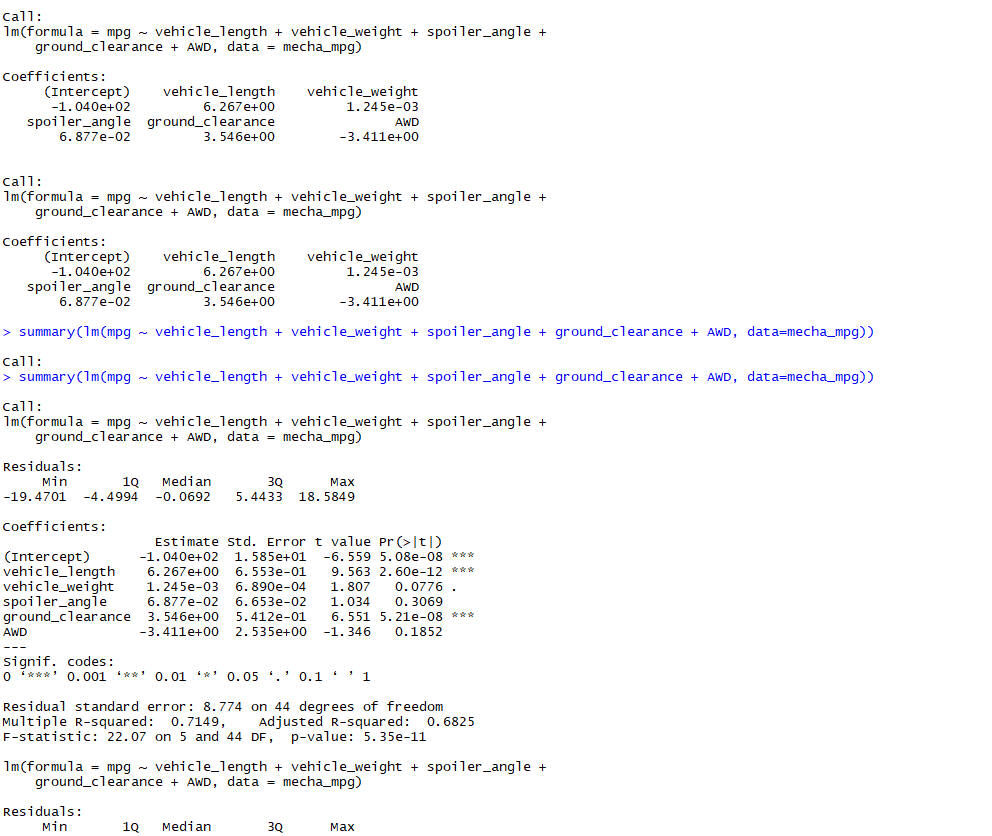 Call:
lm(formula = mpg ~ vehicle_length + vehicle_weight + spoiler_angle +
    ground_clearance + AWD, data = mecha_mpg)

Coefficients:
     (Intercept)    vehicle_length    vehicle_weight
      -1.040e+02         6.267e+00         1.245e-03
   spoiler_angle  ground_clearance               AWD
       6.877e-02         3.546e+00        -3.411e+00


Call:
lm(formula = mpg ~ vehicle_length + vehicle_weight + spoiler_angle +
    ground_clearance + AWD, data = mecha_mpg)

Coefficients:
     (Intercept)    vehicle_length    vehicle_weight
      -1.040e+02         6.267e+00         1.245e-03
   spoiler_angle  ground_clearance               AWD
       6.877e-02         3.546e+00        -3.411e+00

> summary(lm(mpg ~ vehicle_length + vehicle_weight + spoiler_angle + ground_clearance + AWD, data=mecha_mpg))

Call:
> summary(lm(mpg ~ vehicle_length + vehicle_weight + spoiler_angle + ground_clearance + AWD, data=mecha_mpg))

Call:
lm(formula = mpg ~ vehicle_length + vehicle_weight + spoiler_angle +
    ground_clearance + AWD, data = mecha_mpg)

Residuals:
     Min       1Q   Median       3Q      Max
-19.4701  -4.4994  -0.0692   5.4433  18.5849

Coefficients:
                   Estimate Std. Error t value Pr(>|t|)
(Intercept)      -1.040e+02  1.585e+01  -6.559 5.08e-08 ***
vehicle_length    6.267e+00  6.553e-01   9.563 2.60e-12 ***
vehicle_weight    1.245e-03  6.890e-04   1.807   0.0776 .
spoiler_angle     6.877e-02  6.653e-02   1.034   0.3069
ground_clearance  3.546e+00  5.412e-01   6.551 5.21e-08 ***
AWD              -3.411e+00  2.535e+00  -1.346   0.1852
---
Signif. codes:
0 ‘***’ 0.001 ‘**’ 0.01 ‘*’ 0.05 ‘.’ 0.1 ‘ ’ 1

Residual standard error: 8.774 on 44 degrees of freedom
Multiple R-squared:  0.7149,    Adjusted R-squared:  0.6825
F-statistic: 22.07 on 5 and 44 DF,  p-value: 5.35e-11

lm(formula = mpg ~ vehicle_length + vehicle_weight + spoiler_angle +
    ground_clearance + AWD, data = mecha_mpg)

Residuals:
     Min       1Q   Median       3Q      Max